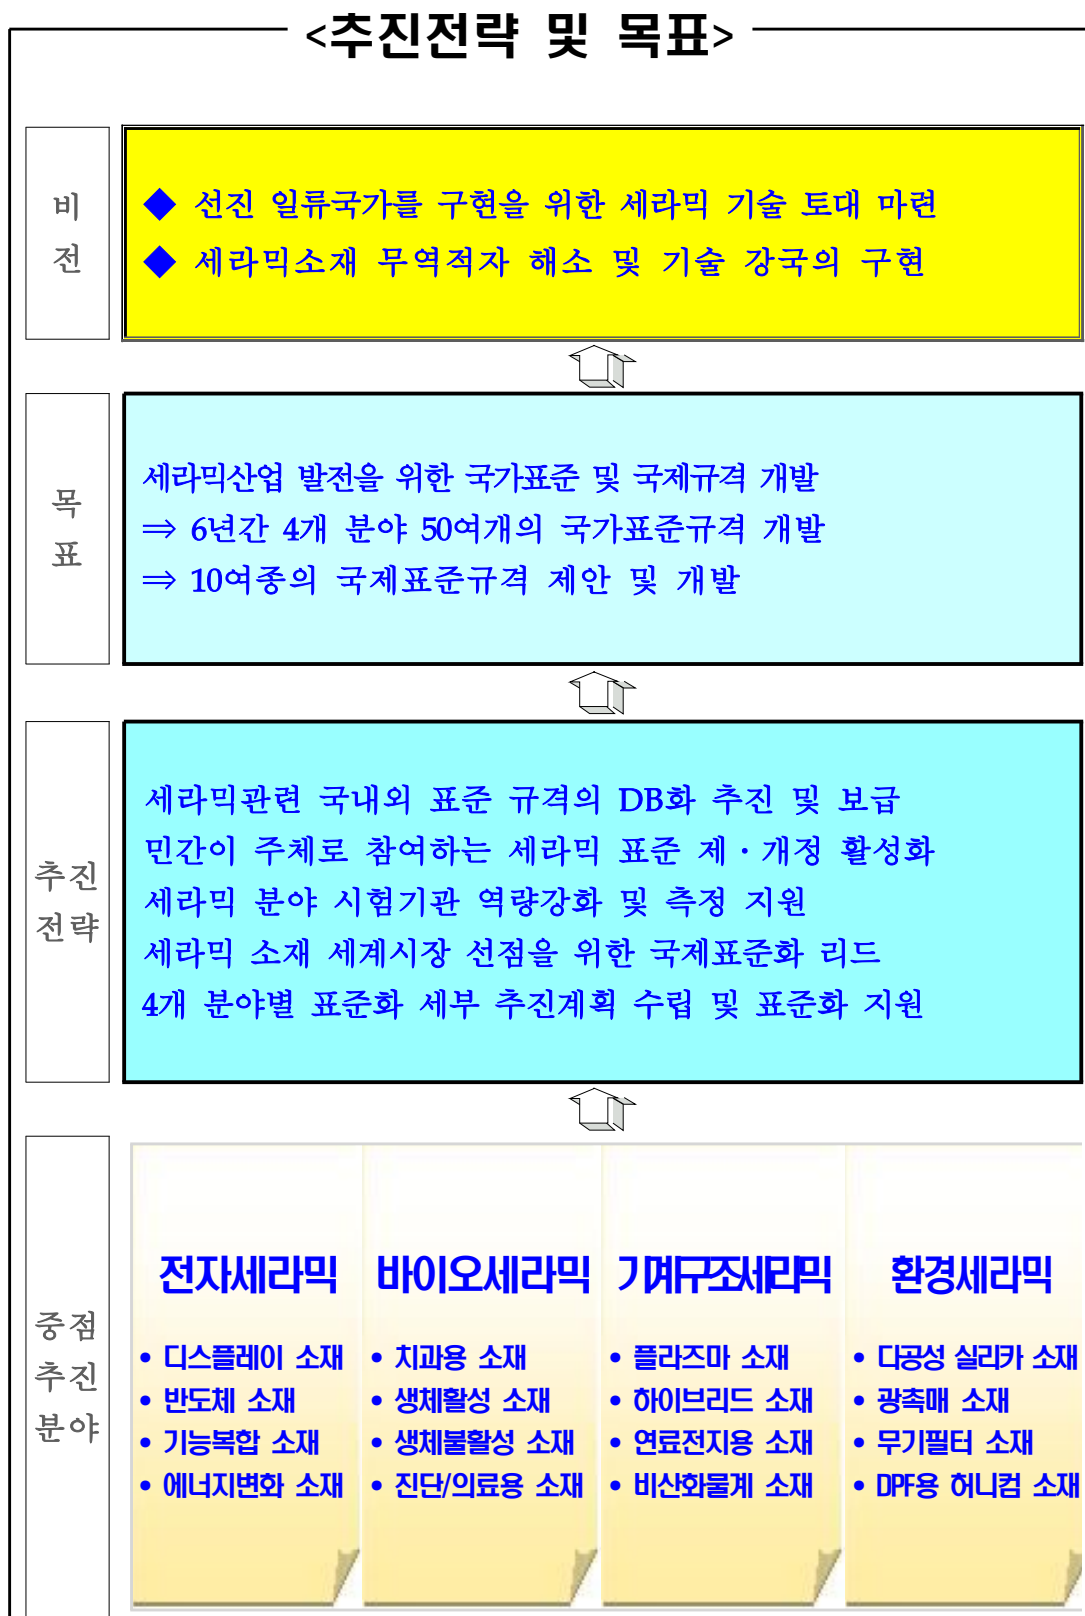 <추진전략 및 목표>
비
전
◆ 선진 일류국가를 구현을 위한 세라믹 기술 토대 마련
◆ 세라믹소재 무역적자 해소 및 기술 강국의 구현
목
표
세라믹산업 발전을 위한 국가표준 및 국제규격 개발
⇒ 6년간 4개 분야 50여개의 국가표준규격 개발
⇒ 10여종의 국제표준규격 제안 및 개발
추진
전략
세라믹관련 국내외 표준 규격의 DB화 추진 및 보급
민간이 주체로 참여하는 세라믹 표준 제·개정 활성화
세라믹 분야 시험기관 역량강화 및 측정 지원
세라믹 소재 세계시장 선점을 위한 국제표준화 리드
4개 분야별 표준화 세부 추진계획 수립 및 표준화 지원
중점
추진
분야
전자세라믹
• 디스플레이 소재
• 반도체 소재
• 기능복합 소재
• 에너지변화 소재
바이오세라믹
• 치과용 소재
• 생체활성 소재
• 생체불활성 소재
• 진단/의료용 소재
기계구조세라믹
• 플라즈마 소재
• 하이브리드 소재
• 연료전지용 소재
• 비산화물계 소재
환경세라믹
• 다공성 실리카 소재
• 광촉매 소재
• 무기필터 소재
• DPF용 허니컴 소재